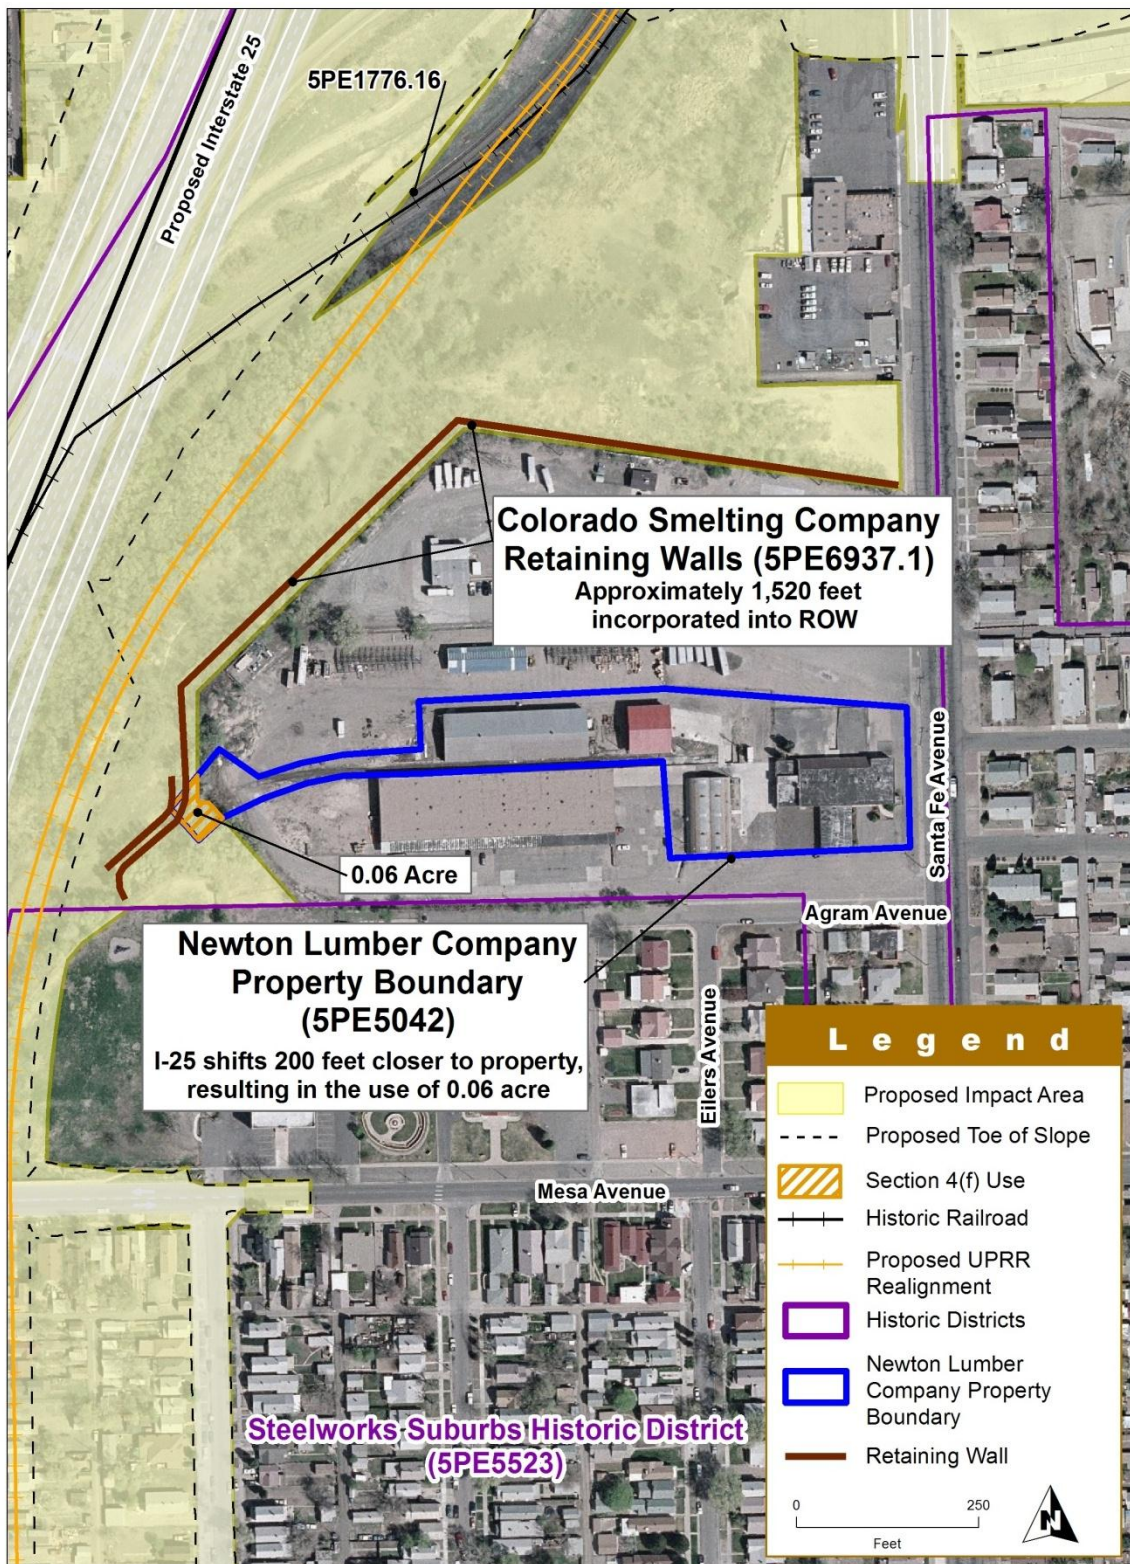 5PE1776.16
Proposed Interstate 25
Colorado Smelting Company
Retaining Walls (5PE6937.1)
Approximately 1,520 feet
incorporated into ROW
Santa Fe Avenue
0.06 Acre
Agram Avenue
Newton Lumber Company
Property Boundary
(5PE5042)
I-25 shifts 200 feet closer to property,
resulting in the use of 0.06 acre
Eilers Avenue
Mesa Avenue
Steelworks Suburbs Historic District
(5PE5523)
Legend
Proposed Impact Area
Proposed Toe of Slope
Section 4(f) Use
Historic Railroad
Proposed UPRR
Realignment
Historic Districts
Newton Lumber
Company Property
Boundary
Retaining Wall
0 250
Feet
N